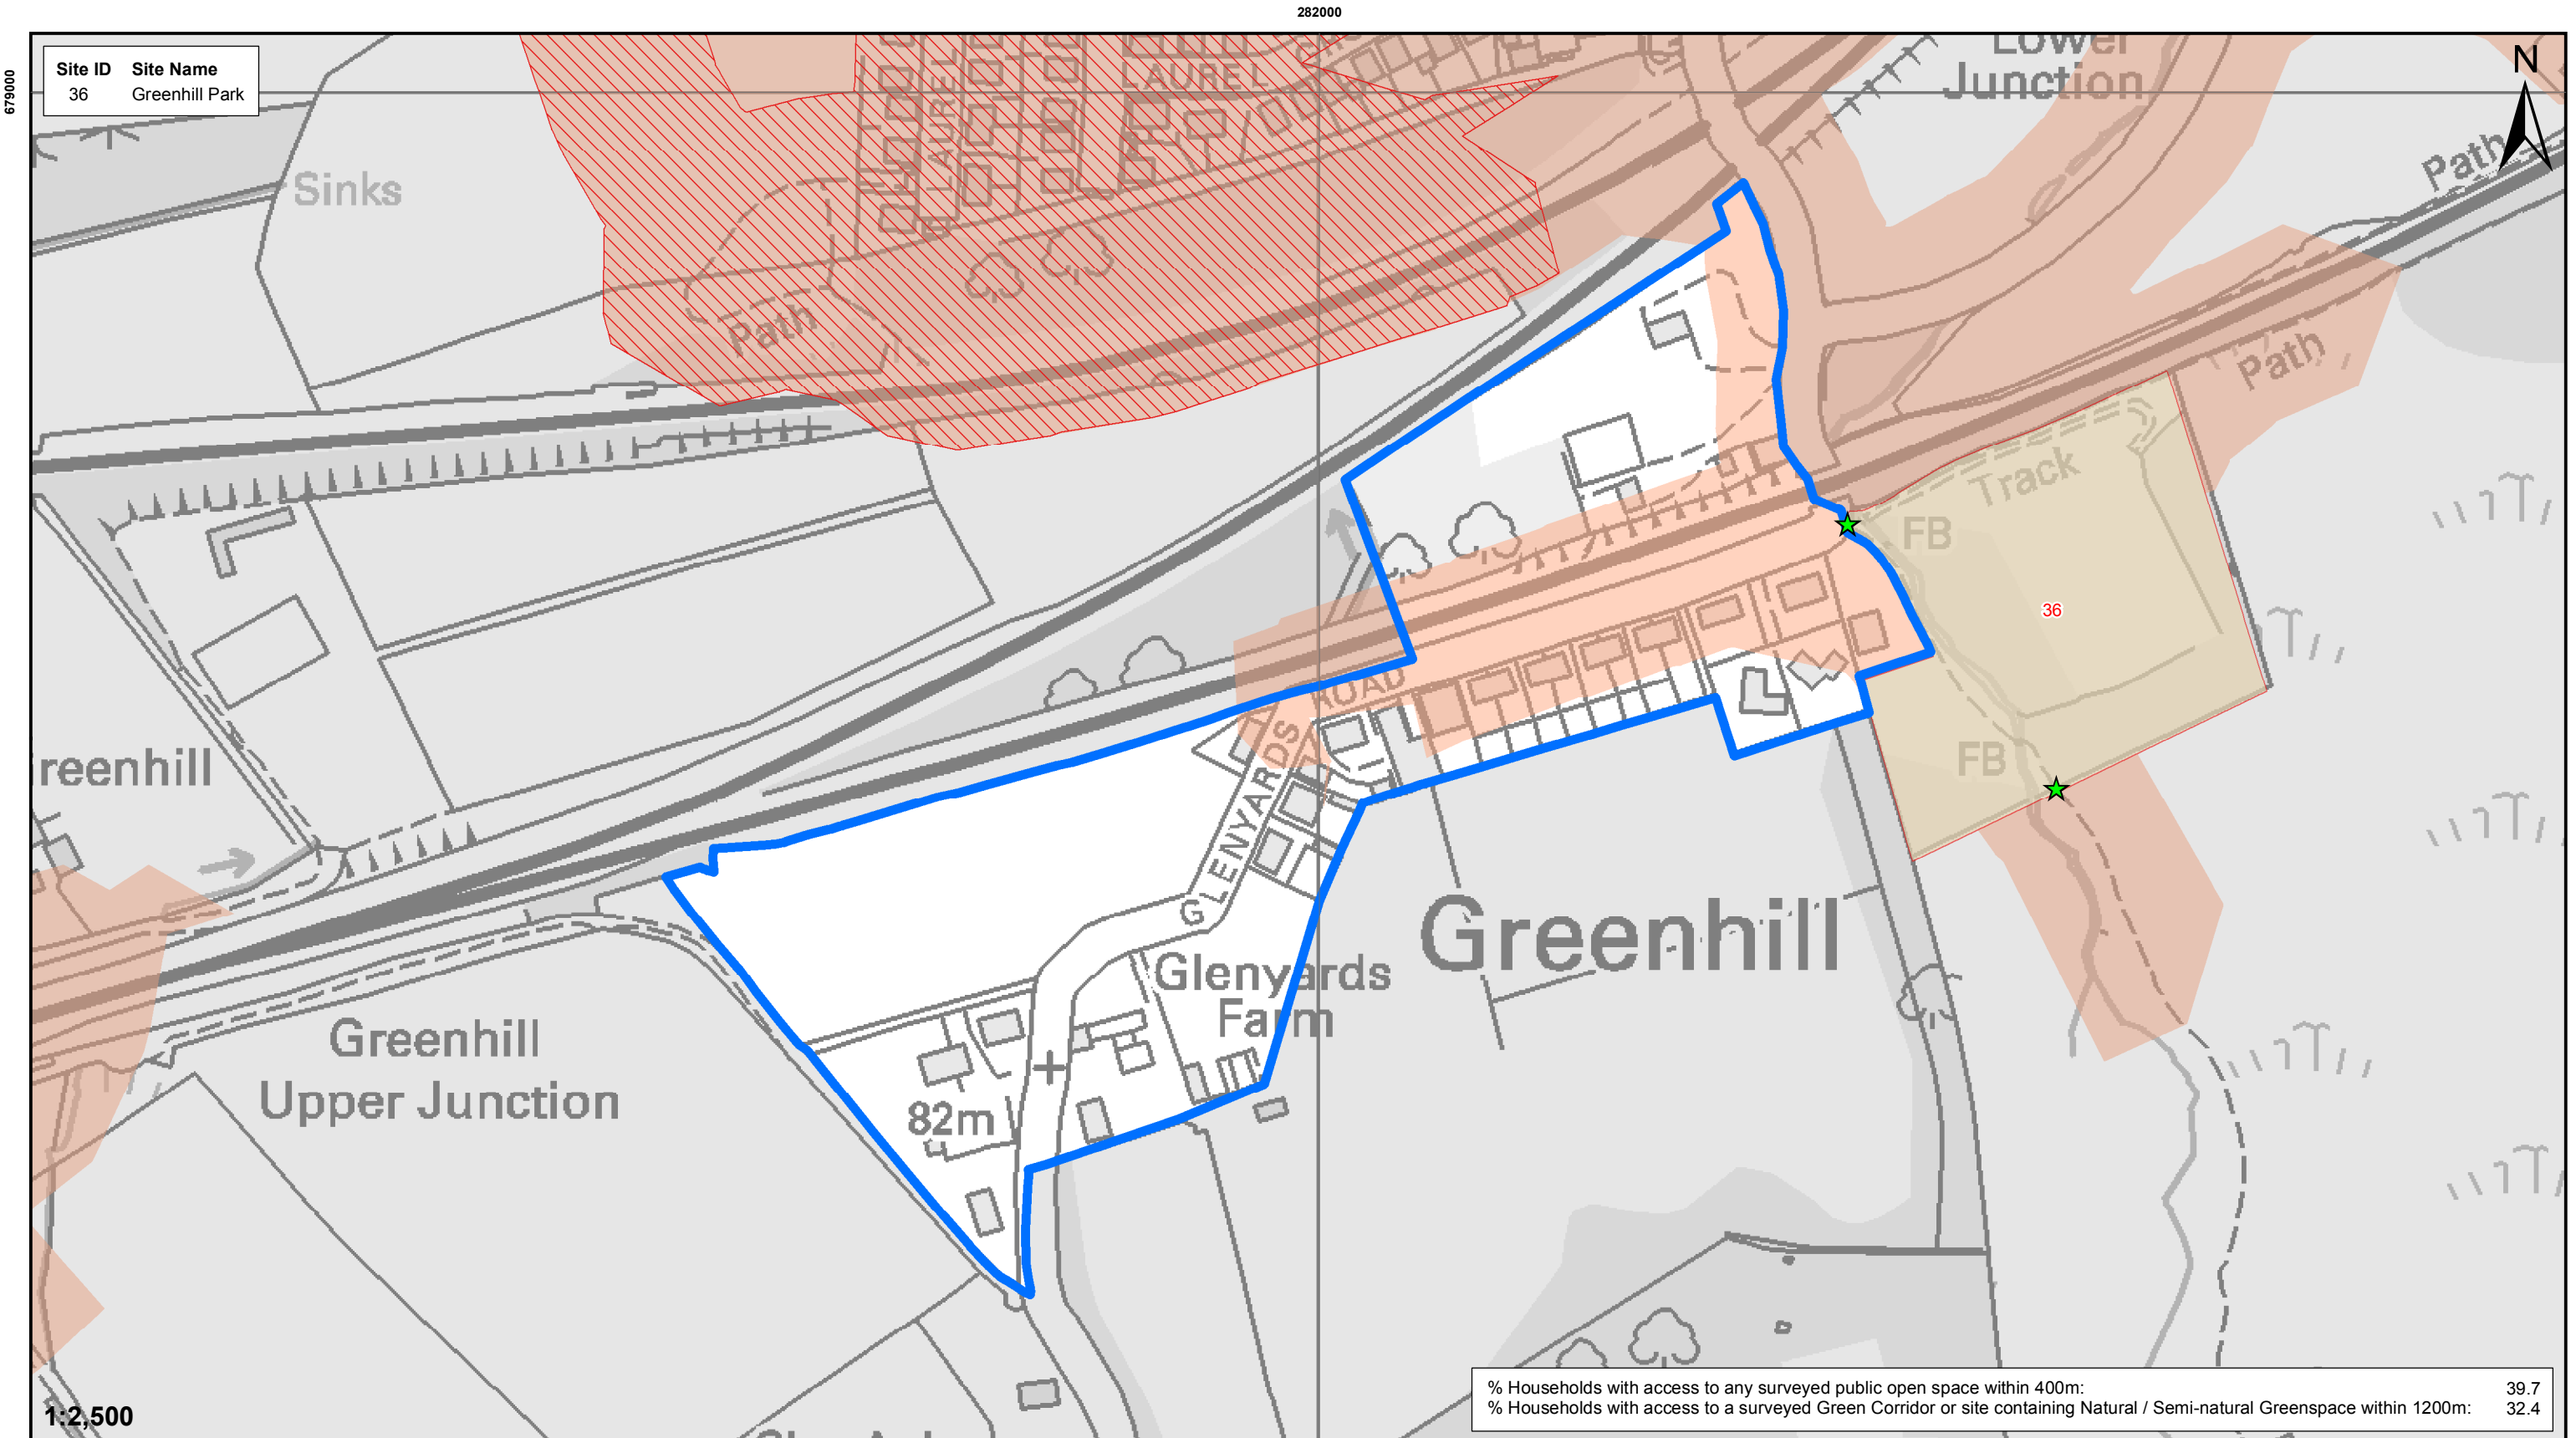 282000
679000
Site ID Site Name
36 Greenhill Park
LAUREL
LAUREL
Lower
Junction
N
Path
Sinks
Path
Path
Track
FB
36
ROAD
GLENYARDS
FB
reenhill
Greenhill
Glenyards
Farm
Greenhill
Upper Junction
82m
1:2,500
% Households with access to any surveyed public open space within 400m: 39.7
% Households with access to a surveyed Green Corridor or site containing Natural / Semi-natural Greenspace within 1200m: 32.4